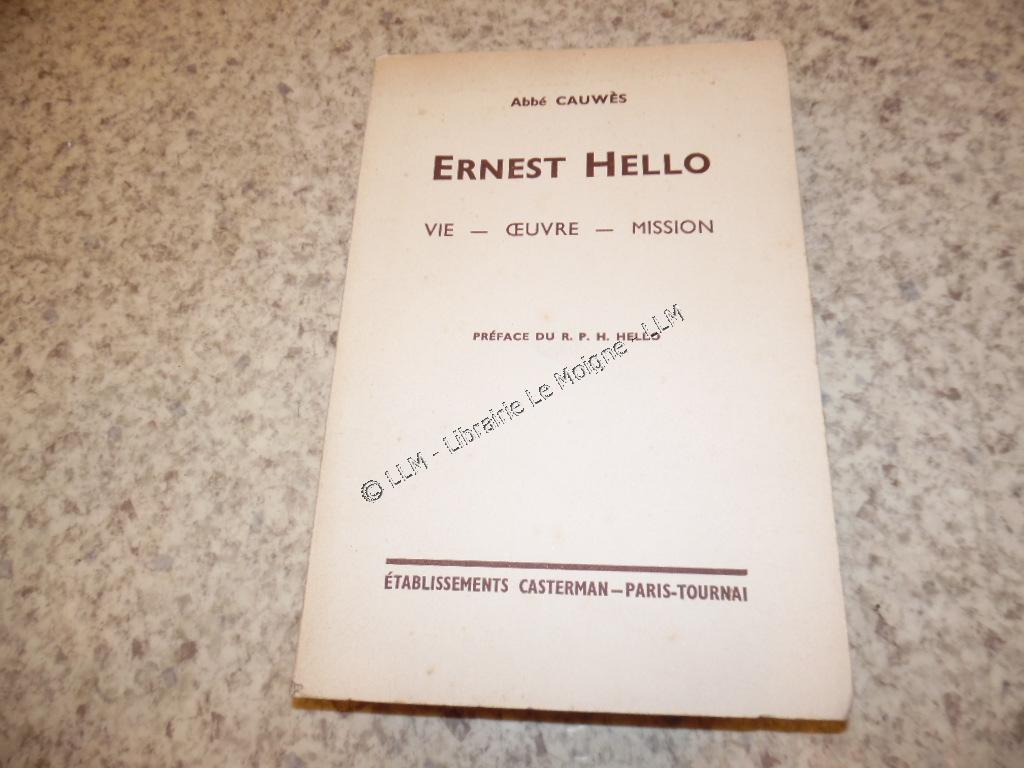 Abbé CAUWÈS
ERNEST HELLO
VIE — ŒUVRE — MISSION
PRÉFACE DU R. P. H. HELLO
© LLM - Librairie Le Moigne - LLM
ÉTABLISSEMENTS CASTERMAN—PARIS-TOURNAI